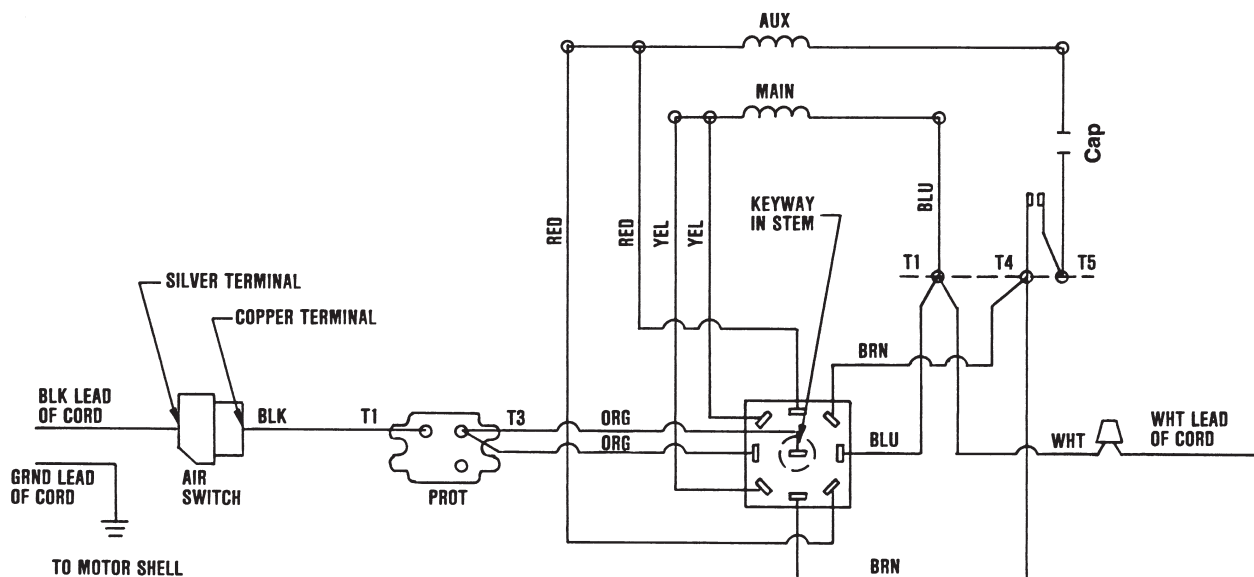 AUX
MAIN
Cap
RED
RED
YEL
YEL
KEYWAY
IN STEM
BLU
T1
T4
T5
SILVER TERMINAL
COPPER TERMINAL
BRN
BLK LEAD
OF CORD
BLK
T1
T3
ORG
ORG
BLU
WHT
WHT LEAD
OF CORD
GRND LEAD
OF CORD
AIR
SWITCH
PROT
TO MOTOR SHELL
BRN